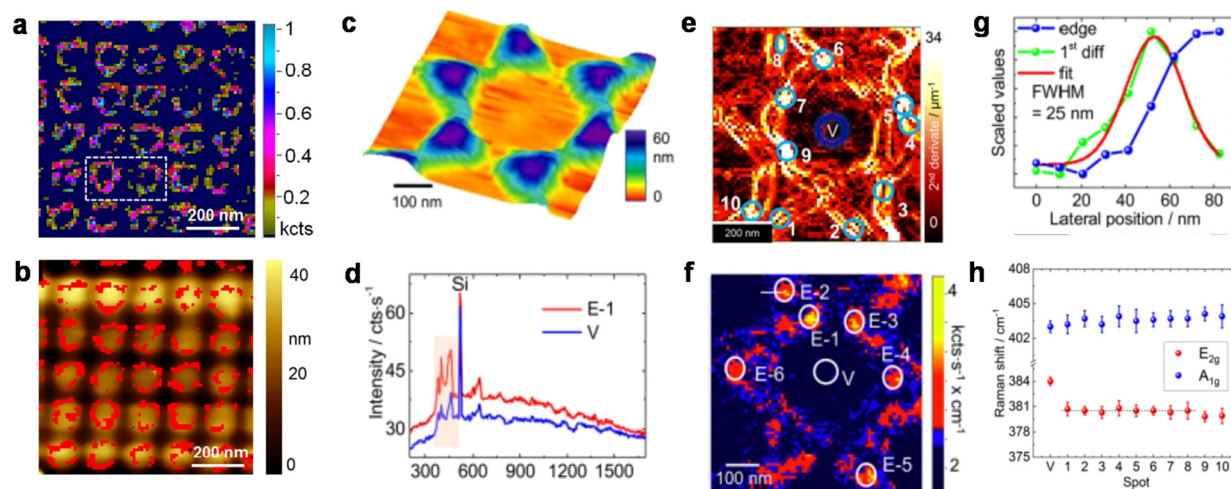 a
1
0.8
0.6
0.4
0.2
kcts
200 nm
b
40
nm
20
0
200 nm
c
60
nm
0
100 nm
d
Si
E-1
V
60
45
30
Intensity / cts·s⁻¹
200 600 900 1200 1500
e
34
2nd derivate / µm⁻¹
0
8
6
7
V
5
4
9
3
10
1
2
200 nm
f
4
kcts·s⁻¹ x cm⁻¹
2
E-2
E-1
E-3
E-4
E-6
V
E-5
100 nm
g
edge
1st diff
fit
FWHM
= 25 nm
Scaled values
0 20 40 60 80
Lateral position / nm
h
408
405
402
384
381
378
375
Raman shift / cm⁻¹
E2g
A1g
V 1 2 3 4 5 6 7 8 9 10
Spot